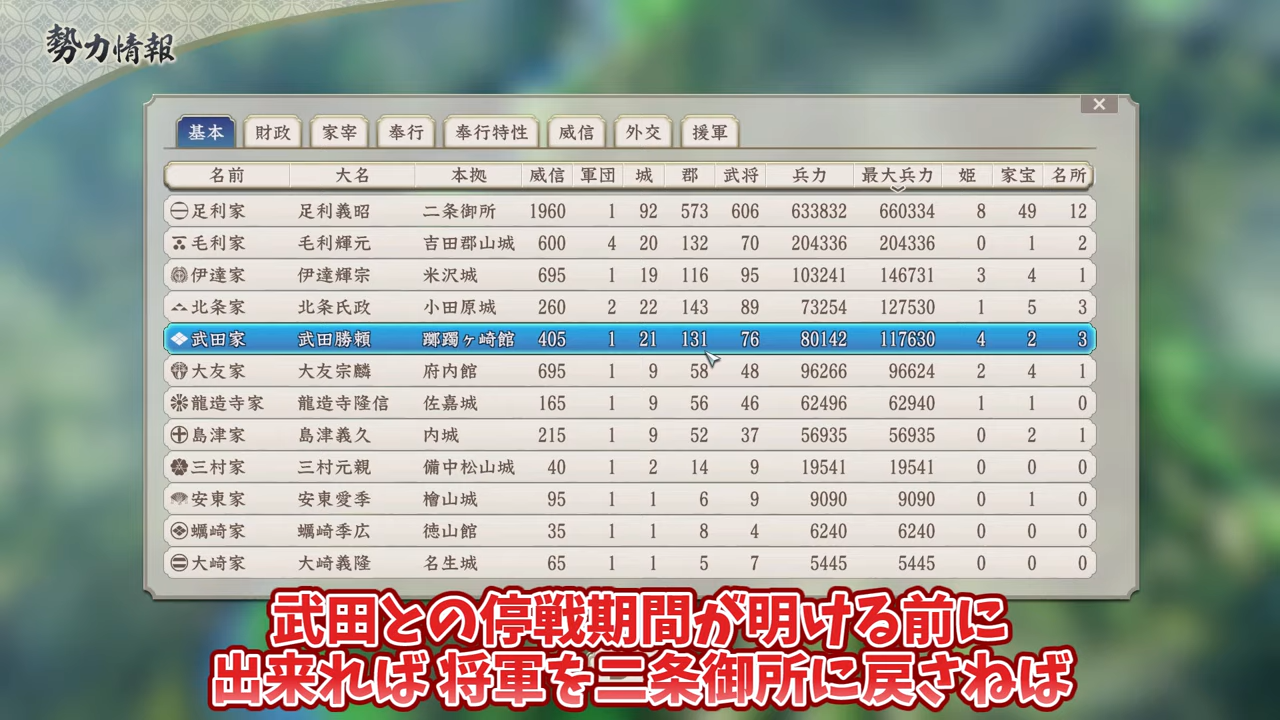 勢力情報
基本 財政 家宰 奉行 奉行特性 威信 外交 援軍
名前 大名 本拠 威信 軍団 城 郡 武将 兵力 最大兵力 姫 家宝 名所
足利家 足利義昭 二条御所 1960 1 92 573 606 633832 660334 8 49 12
毛利家 毛利輝元 吉田郡山城 600 4 20 132 70 204336 204336 0 1 2
伊達家 伊達輝宗 米沢城 695 1 19 116 95 103241 146731 3 4 1
北条家 北条氏政 小田原城 260 2 22 143 89 73254 127530 1 5 3
武田家 武田勝頼 躑躅ヶ崎館 405 1 21 131 76 80142 117630 4 2 3
大友家 大友宗麟 府内館 695 1 9 58 48 96266 96624 2 4 1
龍造寺家 龍造寺隆信 佐嘉城 165 1 9 56 46 62496 62940 1 1 0
島津家 島津義久 内城 215 1 9 52 37 56935 56935 0 2 1
三村家 三村元親 備中松山城 40 1 2 14 9 19541 19541 0 0 0
安東家 安東愛季 檜山城 95 1 1 6 9 9090 9090 0 1 0
蠣崎家 蠣崎季広 徳山館 35 1 1 8 4 6240 6240 0 0 0
大崎家 大崎義隆 名生城 65 1 1 5 7 5445 5445 0 0 0
武田との停戦期間が明ける前に
出来れば 将軍を二条御所に戻さねば